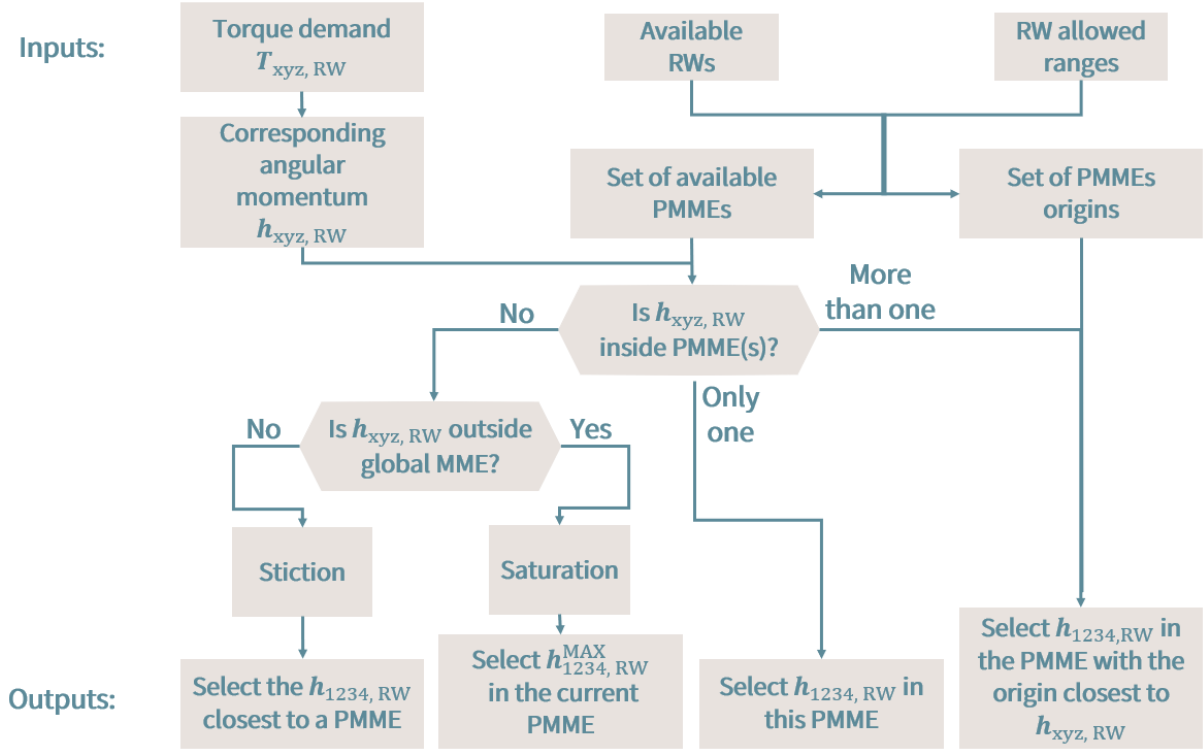 Inputs:
Torque demand
T_xyz, RW
Available
RWs
RW allowed
ranges
Corresponding
angular
momentum
h_xyz, RW
Set of available
PMMEs
Set of PMMEs
origins
No
Is h_xyz, RW
inside PMME(s)?
More
than one
Only
one
No
Is h_xyz, RW outside
global MME?
Yes
Stiction
Saturation
Outputs:
Select the h_1234, RW
closest to a PMME
Select h^MAX_1234, RW
in the current
PMME
Select h_1234, RW in
this PMME
Select h_1234,RW in
the PMME with the
origin closest to
h_xyz, RW